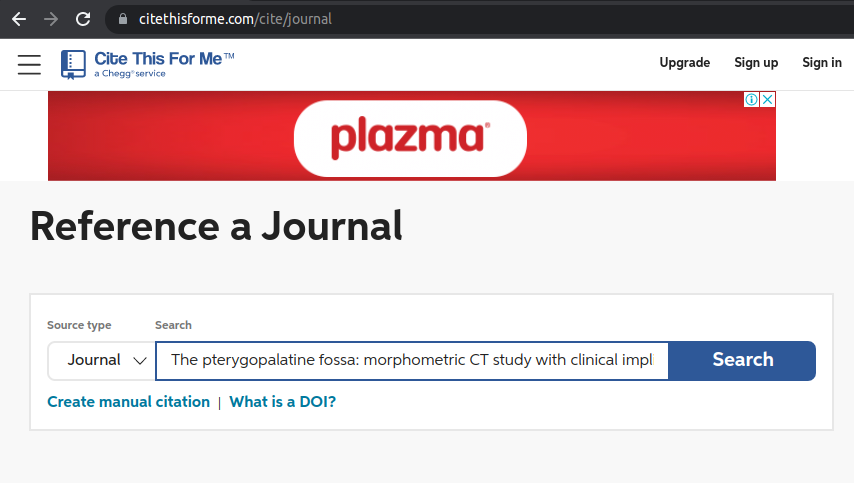 citethisforme.com/cite/journal
Cite This For Me™
a Chegg® service
Upgrade Sign up Sign in
plazma®
Reference a Journal
Source type Search
Journal The pterygopalatine fossa: morphometric CT study with clinical impl Search
Create manual citation | What is a DOI?